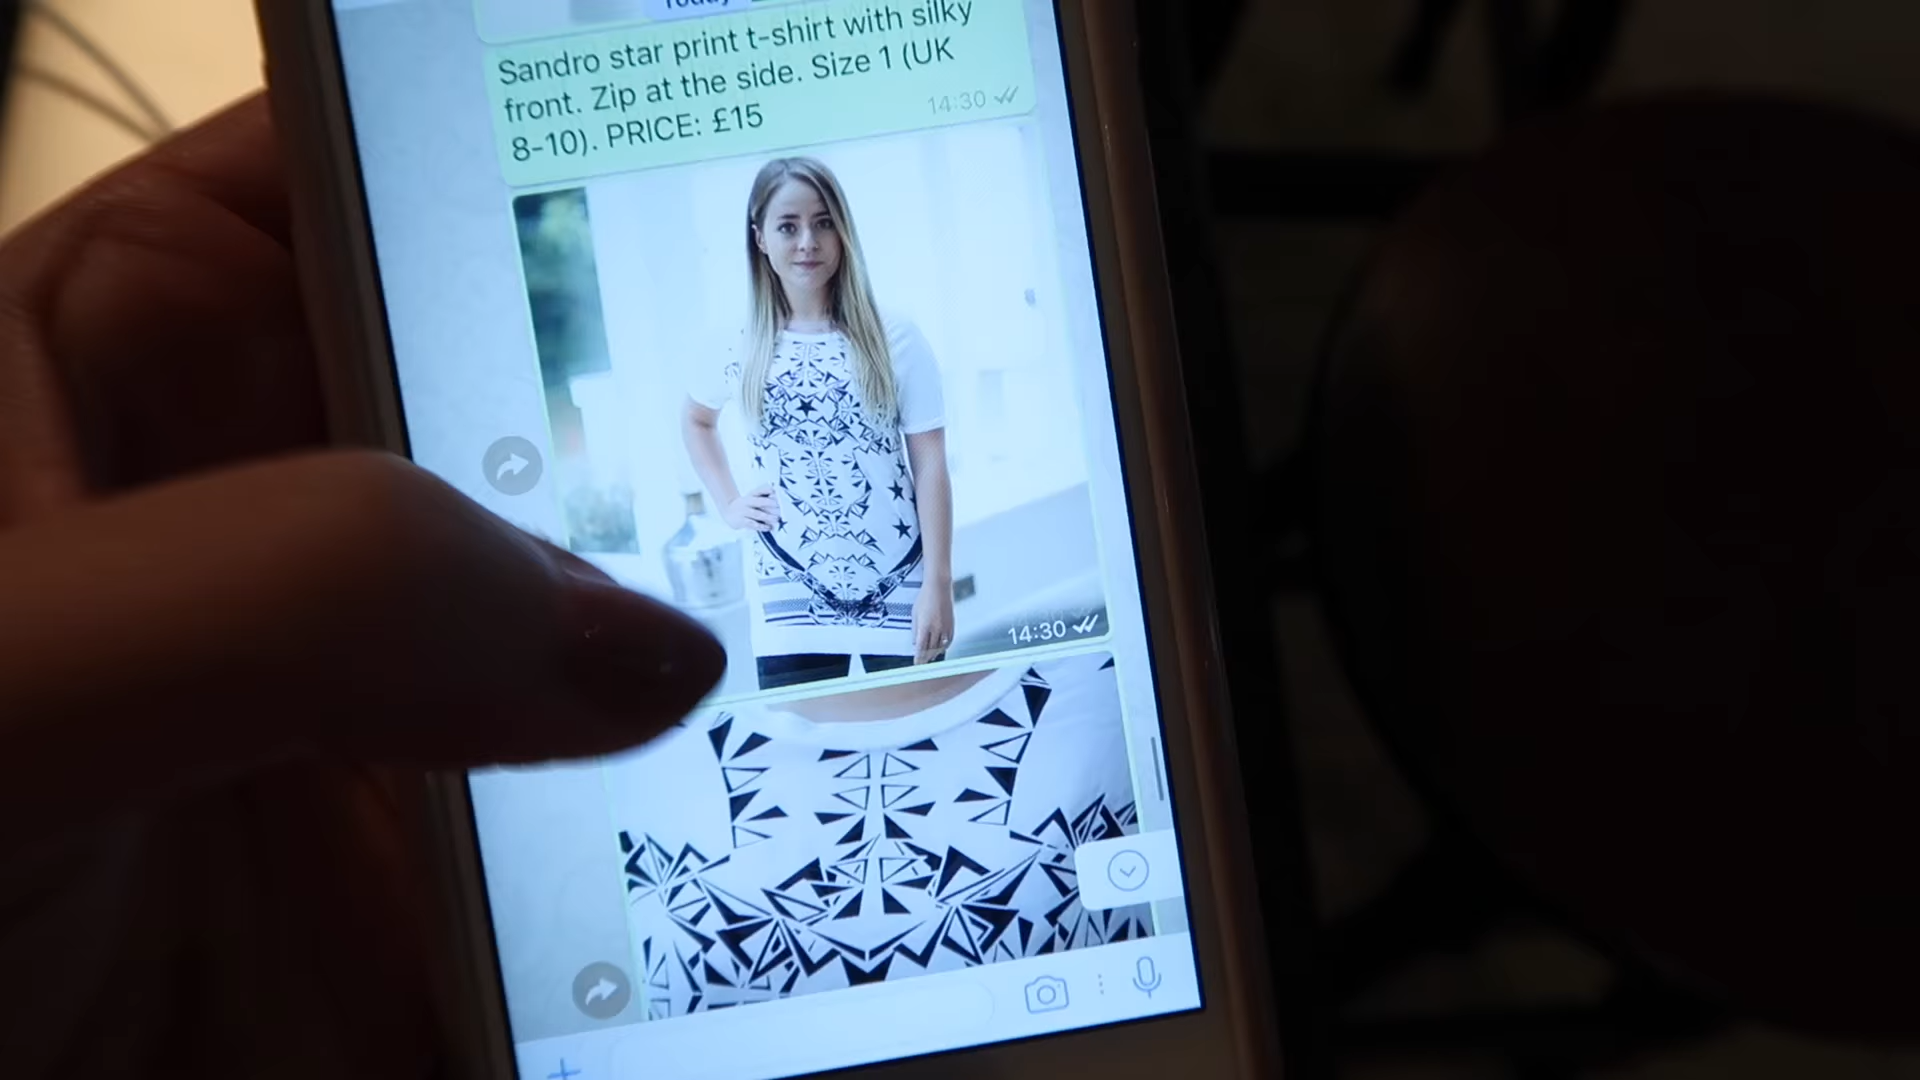 Today
Sandro star print t-shirt with silky
front. Zip at the side. Size 1 (UK
8-10). PRICE: £15
14:30
14:30